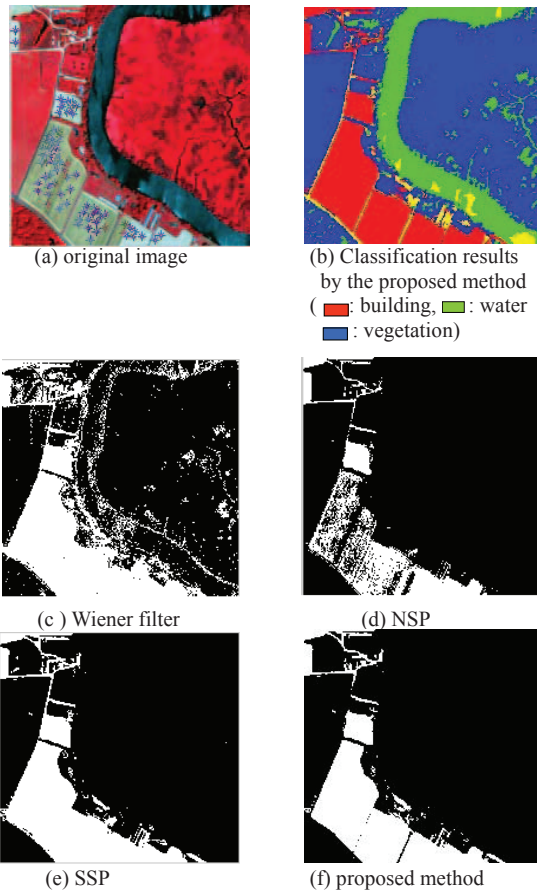 (a) original image
(b) Classification results
by the proposed method
( : building, : water
: vegetation)
(c ) Wiener filter
(d) NSP
(e) SSP
(f) proposed method